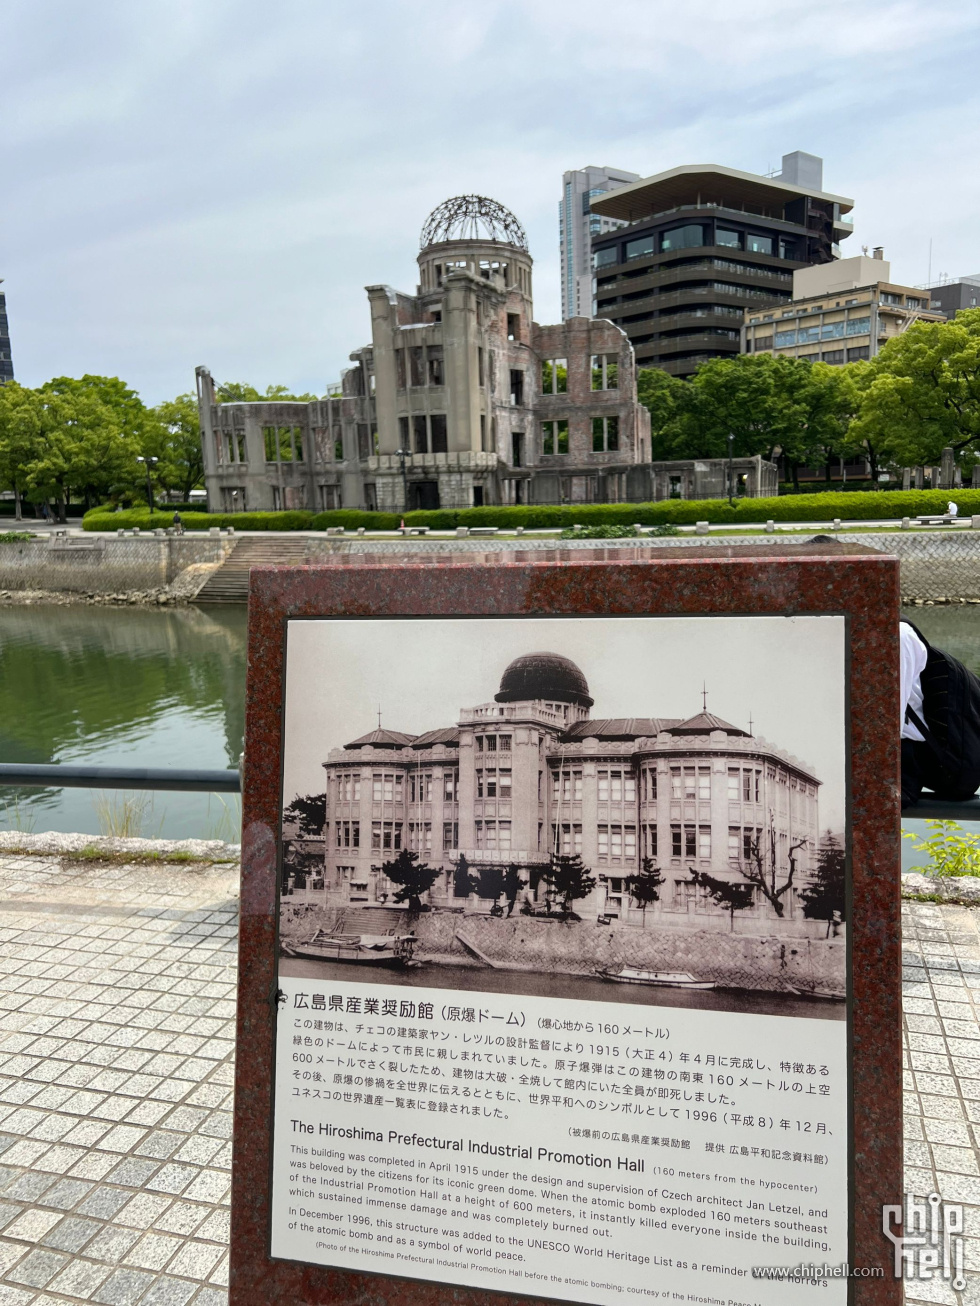 広島県産業奨励館（原爆ドーム）（爆心地から160メートル）
この建物は、チェコの建築家ヤン・レツルの設計監督により1915（大正4）年4月に完成し、特徴ある
緑色のドームによって市民に親しまれていました。原子爆弾はこの建物の南東160メートルの上空
600メートルでさく裂したため、建物は大破・全焼して館内にいた全員が即死しました。
その後、原爆の惨禍を全世界に伝えるとともに、世界平和へのシンボルとして1996（平成8）年12月、
ユネスコの世界遺産一覧表に登録されました。
（被爆前の広島県産業奨励館　提供 広島平和記念資料館）
The Hiroshima Prefectural Industrial Promotion Hall (160 meters from the hypocenter)
This building was completed in April 1915 under the design and supervision of Czech architect Jan Letzel, and
was beloved by the citizens for its iconic green dome. When the atomic bomb exploded 160 meters southeast
of the Industrial Promotion Hall at a height of 600 meters, it instantly killed everyone inside the building,
which sustained immense damage and was completely burned out.
In December 1996, this structure was added to the UNESCO World Heritage List as a reminder of the horrors
of the atomic bomb and as a symbol of world peace.
(Photo of the Hiroshima Prefectural Industrial Promotion Hall before the atomic bombing; courtesy of the Hiroshima Peace
www.chiphell.com
chip
hell